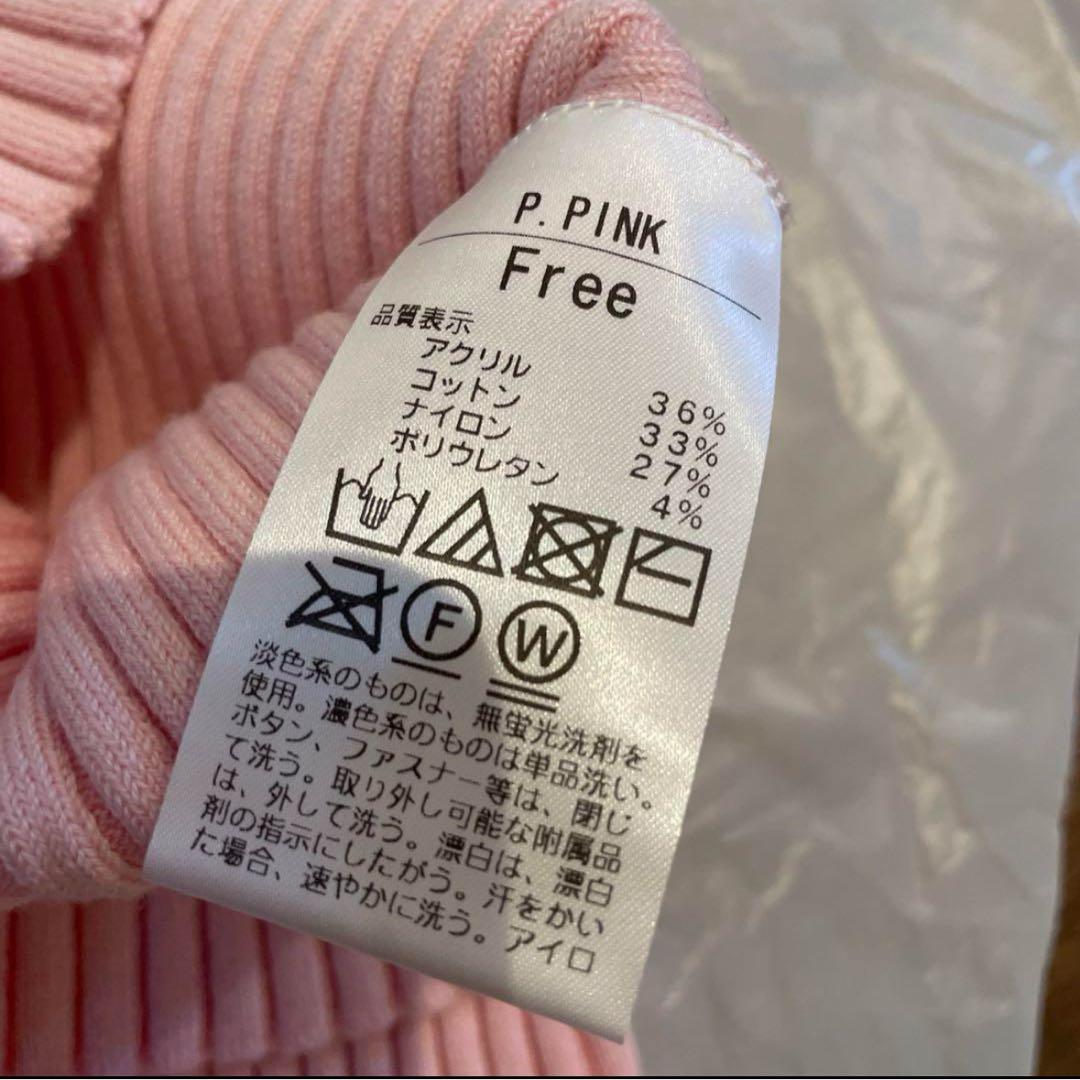 P.PINK
Free
品質表示
アクリル 36%
コットン 33%
ナイロン 27%
ポリウレタン 4%
F W
淡色系のものは、無蛍光洗剤を
使用。濃色系のものは単品洗い。
ボタン、ファスナー等は、閉じ
て洗う。取り外し可能な附属品
は、外して洗う。漂白は、漂白
剤の指示にしたがう。汗をかい
た場合、速やかに洗う。アイロ